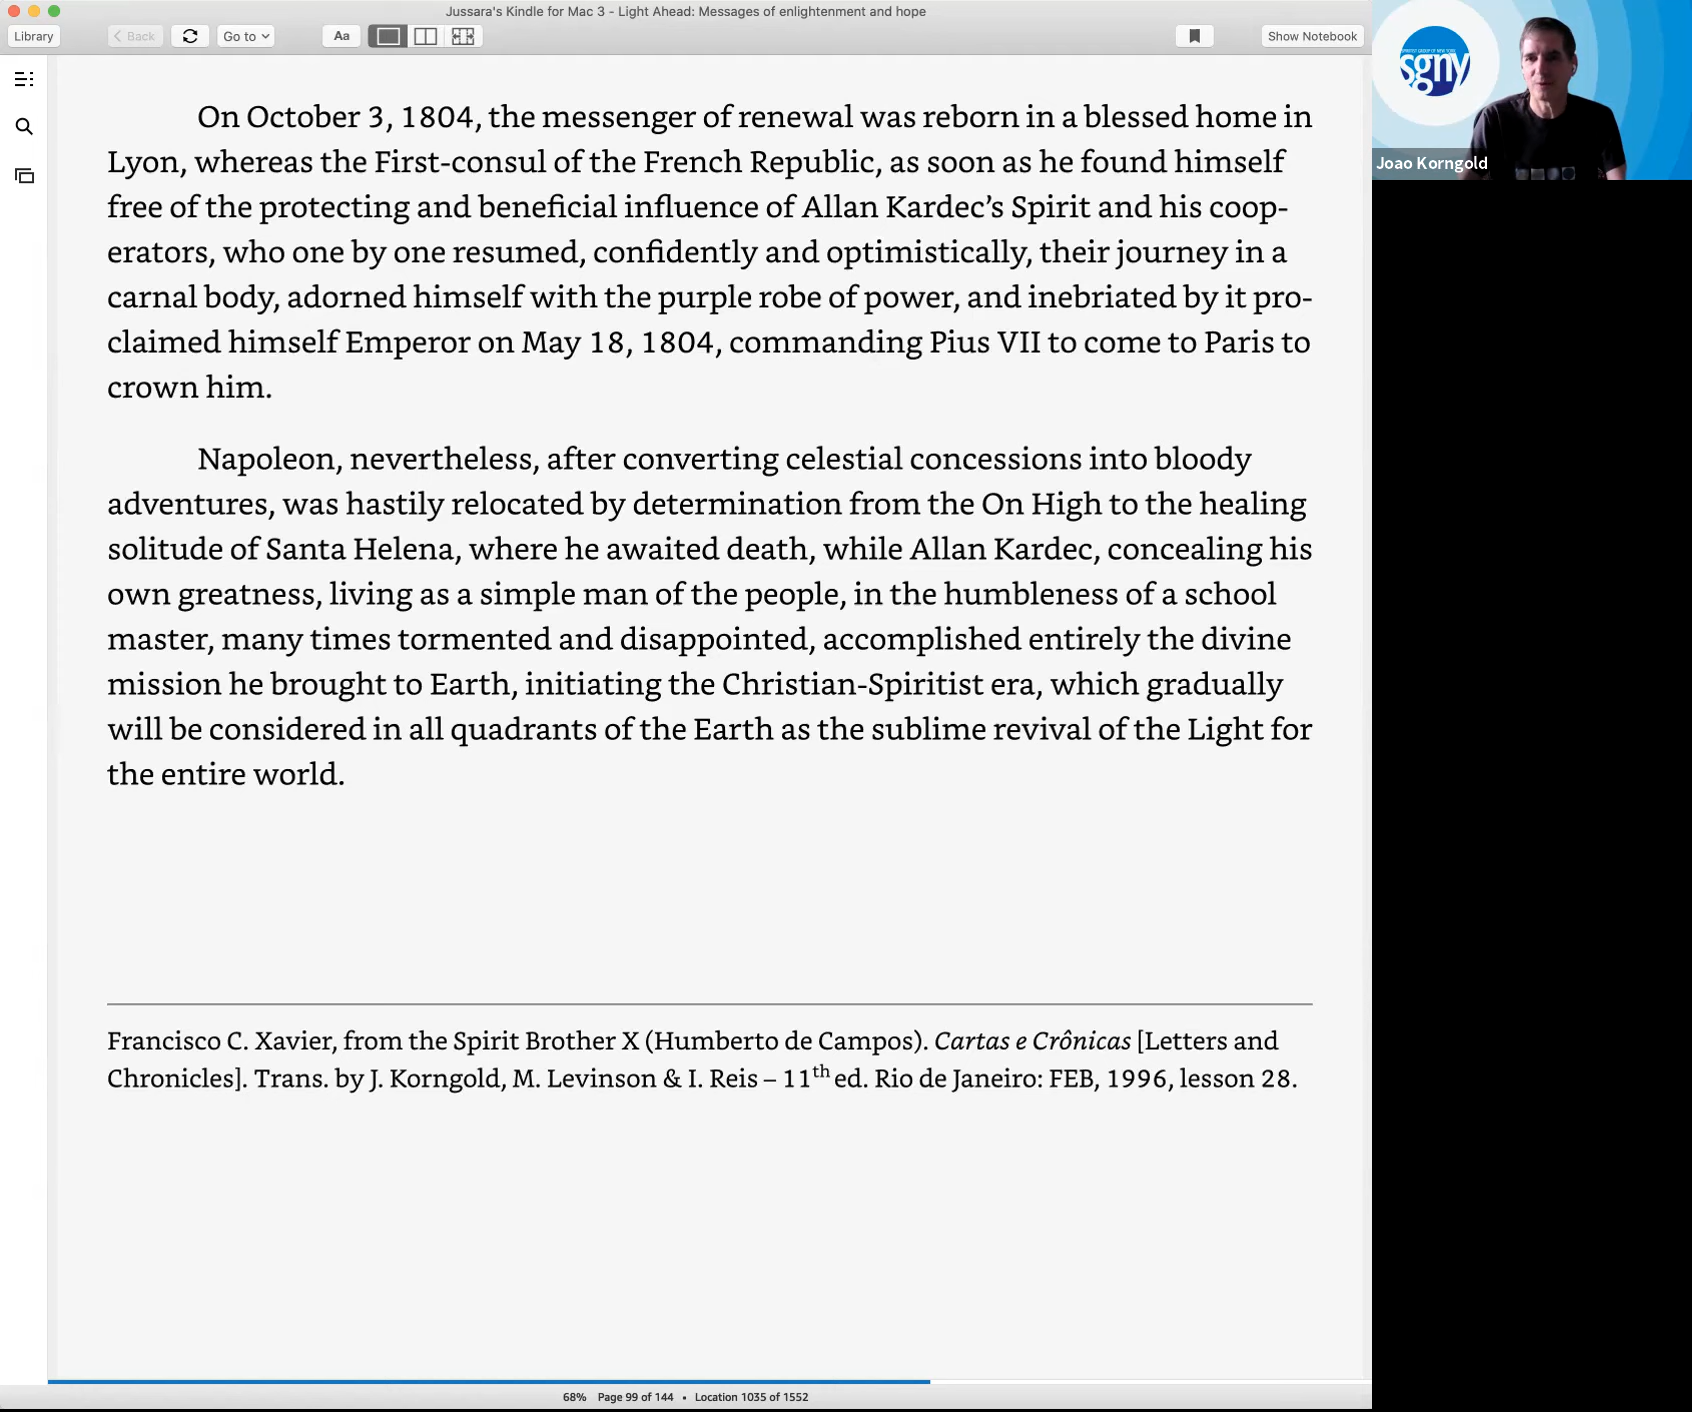 Jussara's Kindle for Mac 3 - Light Ahead: Messages of enlightenment and hope
Library
Back
Go to
Aa
Show Notebook
On October 3, 1804, the messenger of renewal was reborn in a blessed home in
Lyon, whereas the First-consul of the French Republic, as soon as he found himself
free of the protecting and beneficial influence of Allan Kardec’s Spirit and his coop-
erators, who one by one resumed, confidently and optimistically, their journey in a
carnal body, adorned himself with the purple robe of power, and inebriated by it pro-
claimed himself Emperor on May 18, 1804, commanding Pius VII to come to Paris to
crown him.
Napoleon, nevertheless, after converting celestial concessions into bloody
adventures, was hastily relocated by determination from the On High to the healing
solitude of Santa Helena, where he awaited death, while Allan Kardec, concealing his
own greatness, living as a simple man of the people, in the humbleness of a school
master, many times tormented and disappointed, accomplished entirely the divine
mission he brought to Earth, initiating the Christian-Spiritist era, which gradually
will be considered in all quadrants of the Earth as the sublime revival of the Light for
the entire world.
Francisco C. Xavier, from the Spirit Brother X (Humberto de Campos). Cartas e Crônicas [Letters and
Chronicles]. Trans. by J. Korngold, M. Levinson & I. Reis – 11th ed. Rio de Janeiro: FEB, 1996, lesson 28.
68% Page 99 of 144 • Location 1035 of 1552
sgny
Joao Korngold